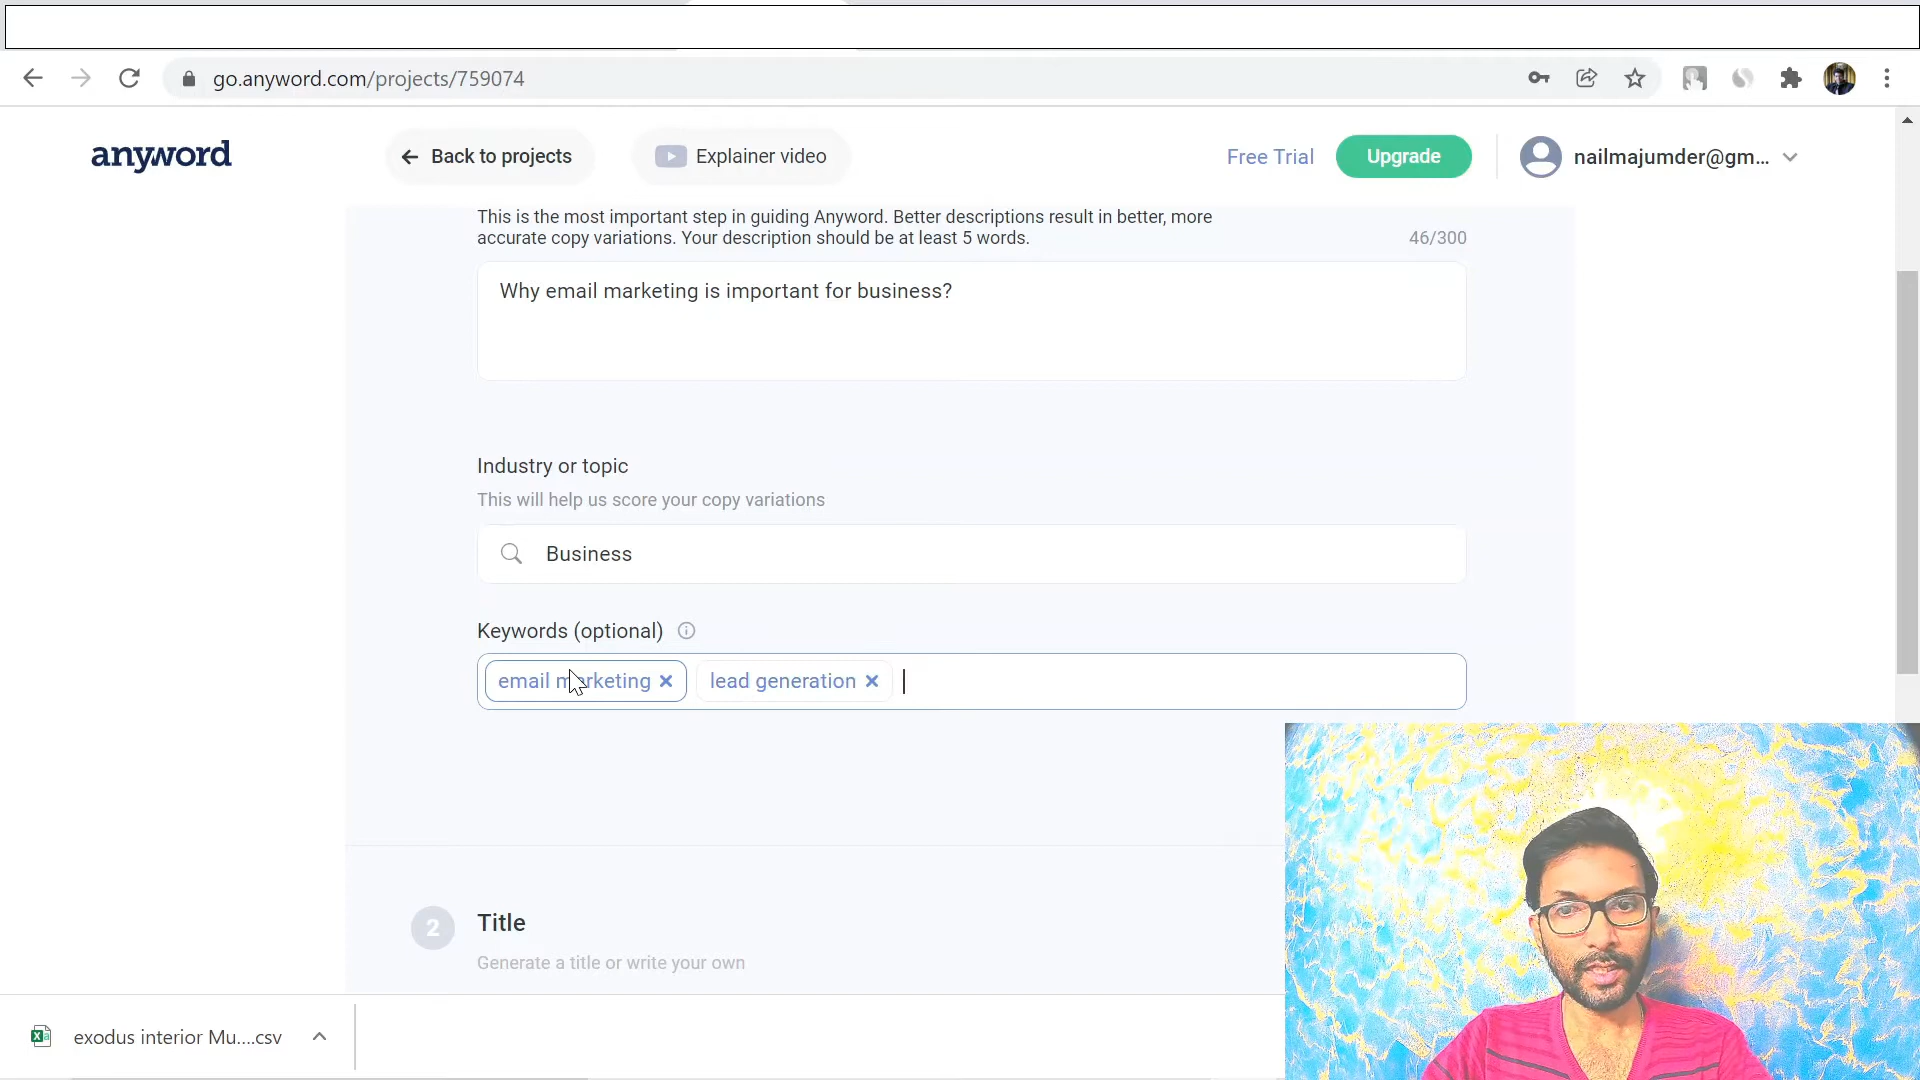 go.anyword.com/projects/759074
anyword
Back to projects
Explainer video
Free Trial
Upgrade
nailmajumder@gm...
This is the most important step in guiding Anyword. Better descriptions result in better, more
accurate copy variations. Your description should be at least 5 words.
46/300
Why email marketing is important for business?
Industry or topic
This will help us score your copy variations
Business
Keywords (optional)
email marketing
lead generation
2
Title
Generate a title or write your own
exodus interior Mu....csv